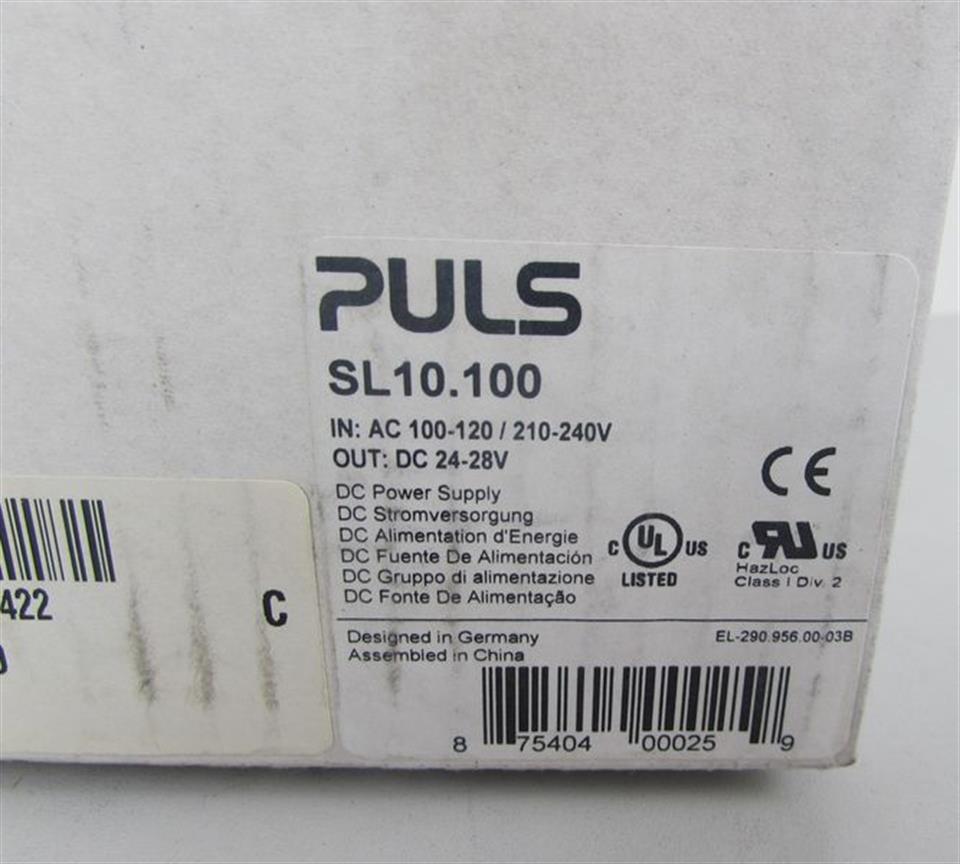 PULS
SL10.100
IN: AC 100-120 / 210-240V
OUT: DC 24-28V
DC Power Supply
DC Stromversorgung
DC Alimentation d'Energie
DC Fuente De Alimentación
DC Gruppo di alimentazione
DC Fonte De Alimentação
CE
C UL US
LISTED
C RU US
HazLoc
Class I Div. 2
Designed in Germany
Assembled in China
EL-290.956.00-03B
8 75404 00025 9
422
C